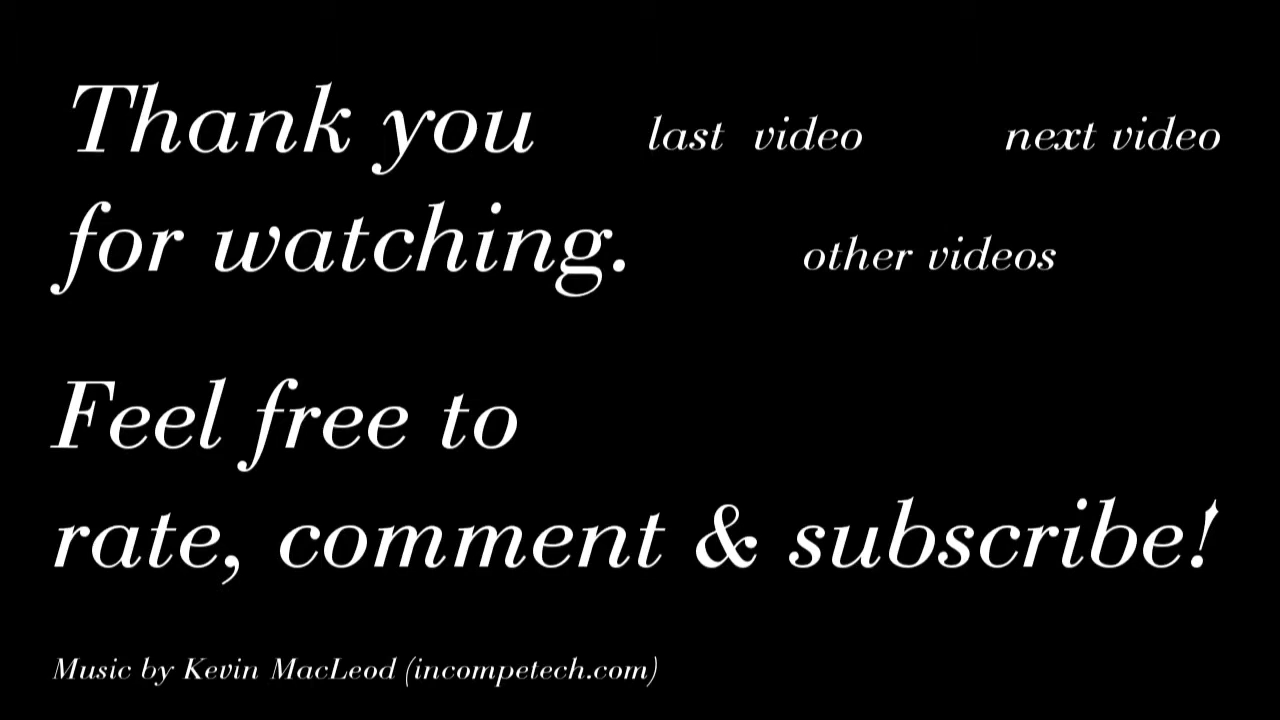 Thank you
for watching.
last video
next video
other videos
Feel free to
rate, comment & subscribe!
Music by Kevin MacLeod (incompetech.com)